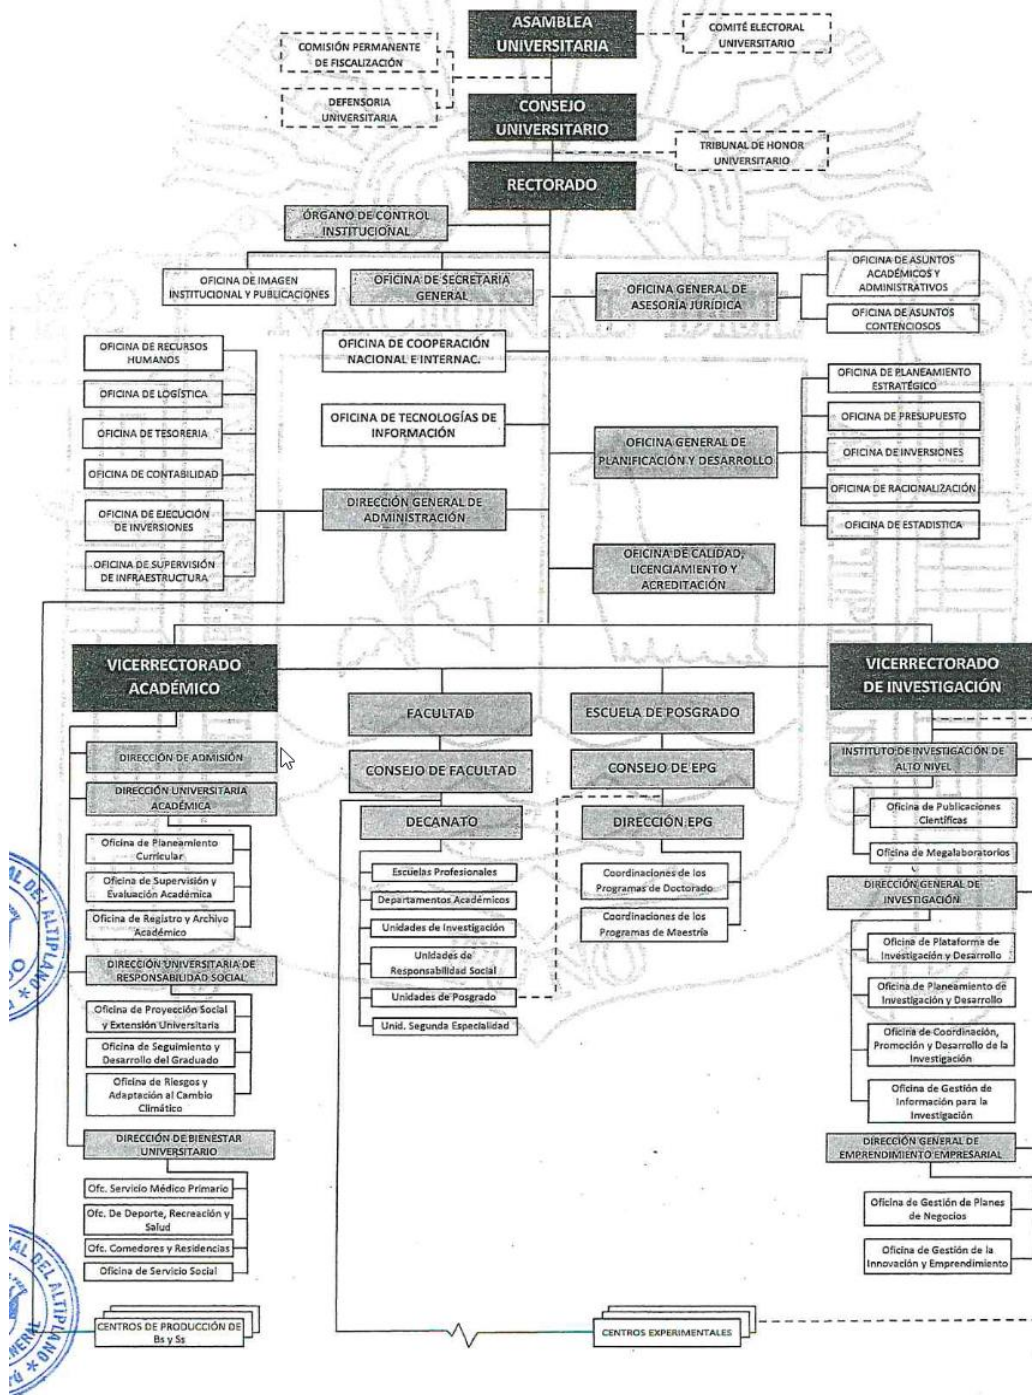 ASAMBLEA
UNIVERSITARIA
COMITÉ ELECTORAL
UNIVERSITARIO
COMISIÓN PERMANENTE
DE FISCALIZACIÓN
DEFENSORIA
UNIVERSITARIA
CONSEJO
UNIVERSITARIO
TRIBUNAL DE HONOR
UNIVERSITARIO
RECTORADO
ÓRGANO DE CONTROL
INSTITUCIONAL
OFICINA DE IMAGEN
INSTITUCIONAL Y PUBLICACIONES
OFICINA DE SECRETARIA
GENERAL
OFICINA GENERAL DE
ASESORÍA JURÍDICA
OFICINA DE ASUNTOS
ACADÉMICOS Y
ADMINISTRATIVOS
OFICINA DE ASUNTOS
CONTENCIOSOS
OFICINA DE COOPERACIÓN
NACIONAL E INTERNAC.
OFICINA DE TECNOLOGÍAS DE
INFORMACIÓN
DIRECCIÓN GENERAL DE
ADMINISTRACIÓN
OFICINA DE RECURSOS
HUMANOS
OFICINA DE LOGÍSTICA
OFICINA DE TESORERIA
OFICINA DE CONTABILIDAD
OFICINA DE EJECUCIÓN
DE INVERSIONES
OFICINA DE SUPERVISIÓN
DE INFRAESTRUCTURA
OFICINA GENERAL DE
PLANIFICACIÓN Y DESARROLLO
OFICINA DE PLANEAMIENTO
ESTRATÉGICO
OFICINA DE PRESUPUESTO
OFICINA DE INVERSIONES
OFICINA DE RACIONALIZACIÓN
OFICINA DE ESTADISTICA
OFICINA DE CALIDAD,
LICENCIAMIENTO Y
ACREDITACIÓN
VICERRECTORADO
ACADÉMICO
DIRECCIÓN DE ADMISIÓN
DIRECCIÓN UNIVERSITARIA
ACADÉMICA
Oficina de Planeamiento
Curricular
Oficina de Supervisión y
Evaluación Académica
Oficina de Registro y Archivo
Académico
DIRECCIÓN UNIVERSITARIA DE
RESPONSABILIDAD SOCIAL
Oficina de Proyección Social
y Extensión Universitaria
Oficina de Seguimiento y
Desarrollo del Graduado
Oficina de Riesgos y
Adaptación al Cambio
Climático
DIRECCIÓN DE BIENESTAR
UNIVERSITARIO
Ofc. Servicio Médico Primario
Ofc. De Deporte, Recreación y
Salud
Ofc. Comedores y Residencias
Oficina de Servicio Social
CENTROS DE PRODUCCIÓN DE
Bs y Ss
FACULTAD
CONSEJO DE FACULTAD
DECANATO
Escuelas Profesionales
Departamentos Académicos
Unidades de Investigación
Unidades de
Responsabilidad Social
Unidades de Posgrado
Unid. Segunda Especialidad
ESCUELA DE POSGRADO
CONSEJO DE EPG
DIRECCIÓN EPG
Coordinaciones de los
Programas de Doctorado
Coordinaciones de los
Programas de Maestría
CENTROS EXPERIMENTALES
VICERRECTORADO
DE INVESTIGACIÓN
INSTITUTO DE INVESTIGACIÓN DE
ALTO NIVEL
Oficina de Publicaciones
Científicas
Oficina de Megalaboratorios
DIRECCIÓN GENERAL DE
INVESTIGACIÓN
Oficina de Plataforma de
Investigación y Desarrollo
Oficina de Planeamiento de
Investigación y Desarrollo
Oficina de Coordinación,
Promoción y Desarrollo de la
Investigación
Oficina de Gestión de
Información para la
Investigación
DIRECCIÓN GENERAL DE
EMPRENDIMIENTO EMPRESARIAL
Oficina de Gestión de Planes
de Negocios
Oficina de Gestión de la
Innovación y Emprendimiento
DEL ALTIPLANO
DEL ALTIPLANO